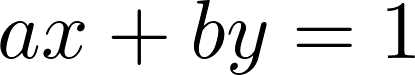 ax + by = 1